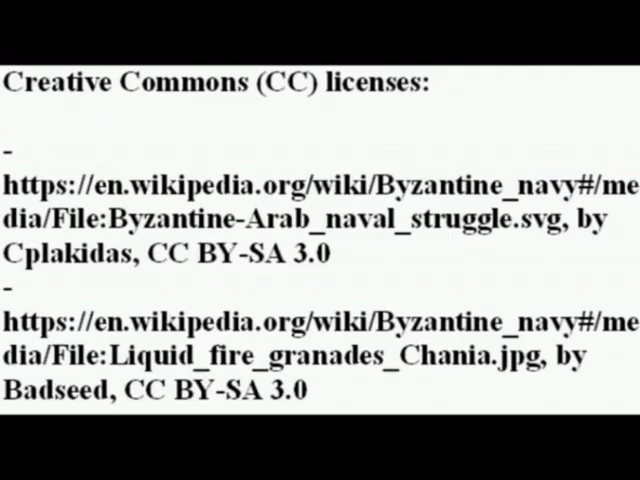 Creative Commons (CC) licenses:
-
https://en.wikipedia.org/wiki/Byzantine_navy#/me
dia/File:Byzantine-Arab_naval_struggle.svg, by
Cplakidas, CC BY-SA 3.0
-
https://en.wikipedia.org/wiki/Byzantine_navy#/me
dia/File:Liquid_fire_granades_Chania.jpg, by
Badseed, CC BY-SA 3.0